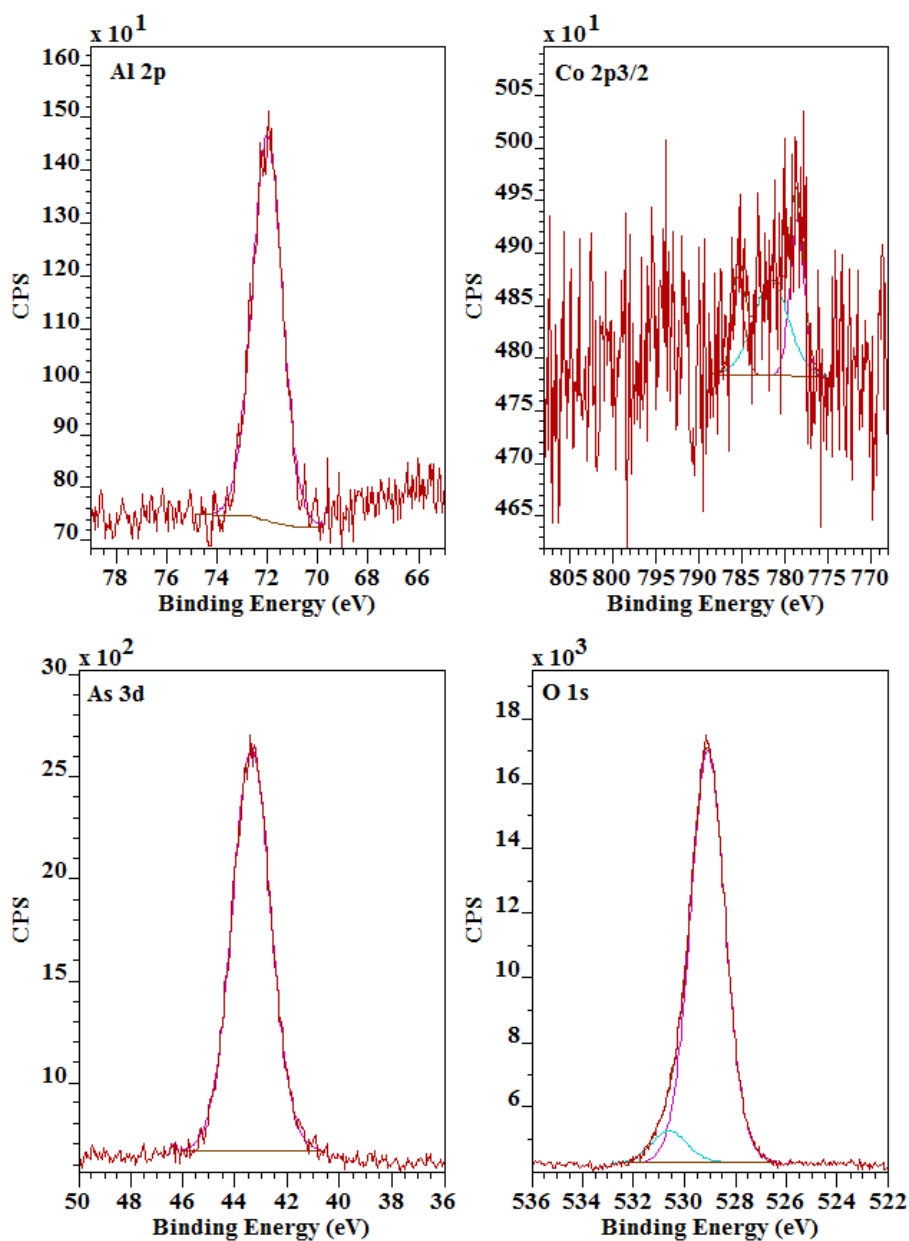 x 10^1
Al 2p
160
150
140
130
120
110
100
90
80
70
CPS
78 76 74 72 70 68 66
Binding Energy (eV)
x 10^1
Co 2p3/2
505
500
495
490
485
480
475
470
465
CPS
805 800 795 790 785 780 775 770
Binding Energy (eV)
x 10^2
As 3d
30
25
20
15
10
CPS
50 48 46 44 42 40 38 36
Binding Energy (eV)
x 10^3
O 1s
18
16
14
12
10
8
6
CPS
536 534 532 530 528 526 524 522
Binding Energy (eV)